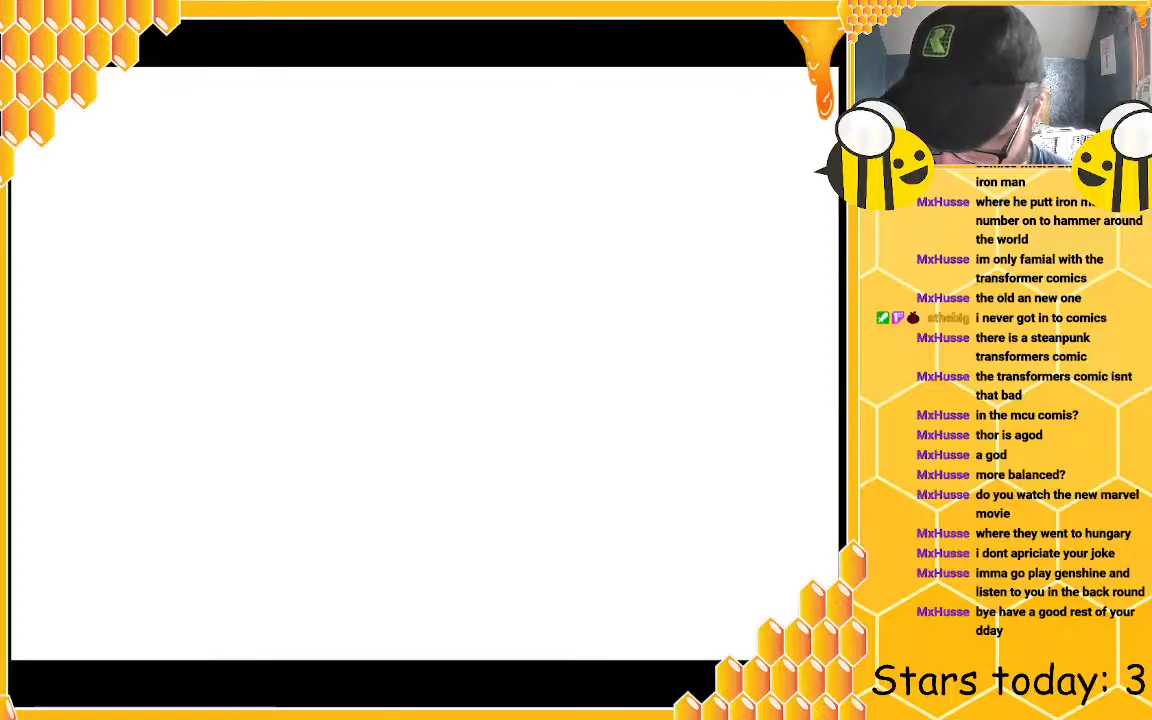 iron man
MxHusse where he putt iron m
number on to hammer around
the world
MxHusse im only famial with the
transformer comics
MxHusse the old an new one
sthebig i never got in to comics
MxHusse there is a steanpunk
transformers comic
MxHusse the transformers comic isnt
that bad
MxHusse in the mcu comis?
MxHusse thor is agod
MxHusse a god
MxHusse more balanced?
MxHusse do you watch the new marvel
movie
MxHusse where they went to hungary
MxHusse i dont apriciate your joke
MxHusse imma go play genshine and
listen to you in the back round
MxHusse bye have a good rest of your
dday
Stars today: 3